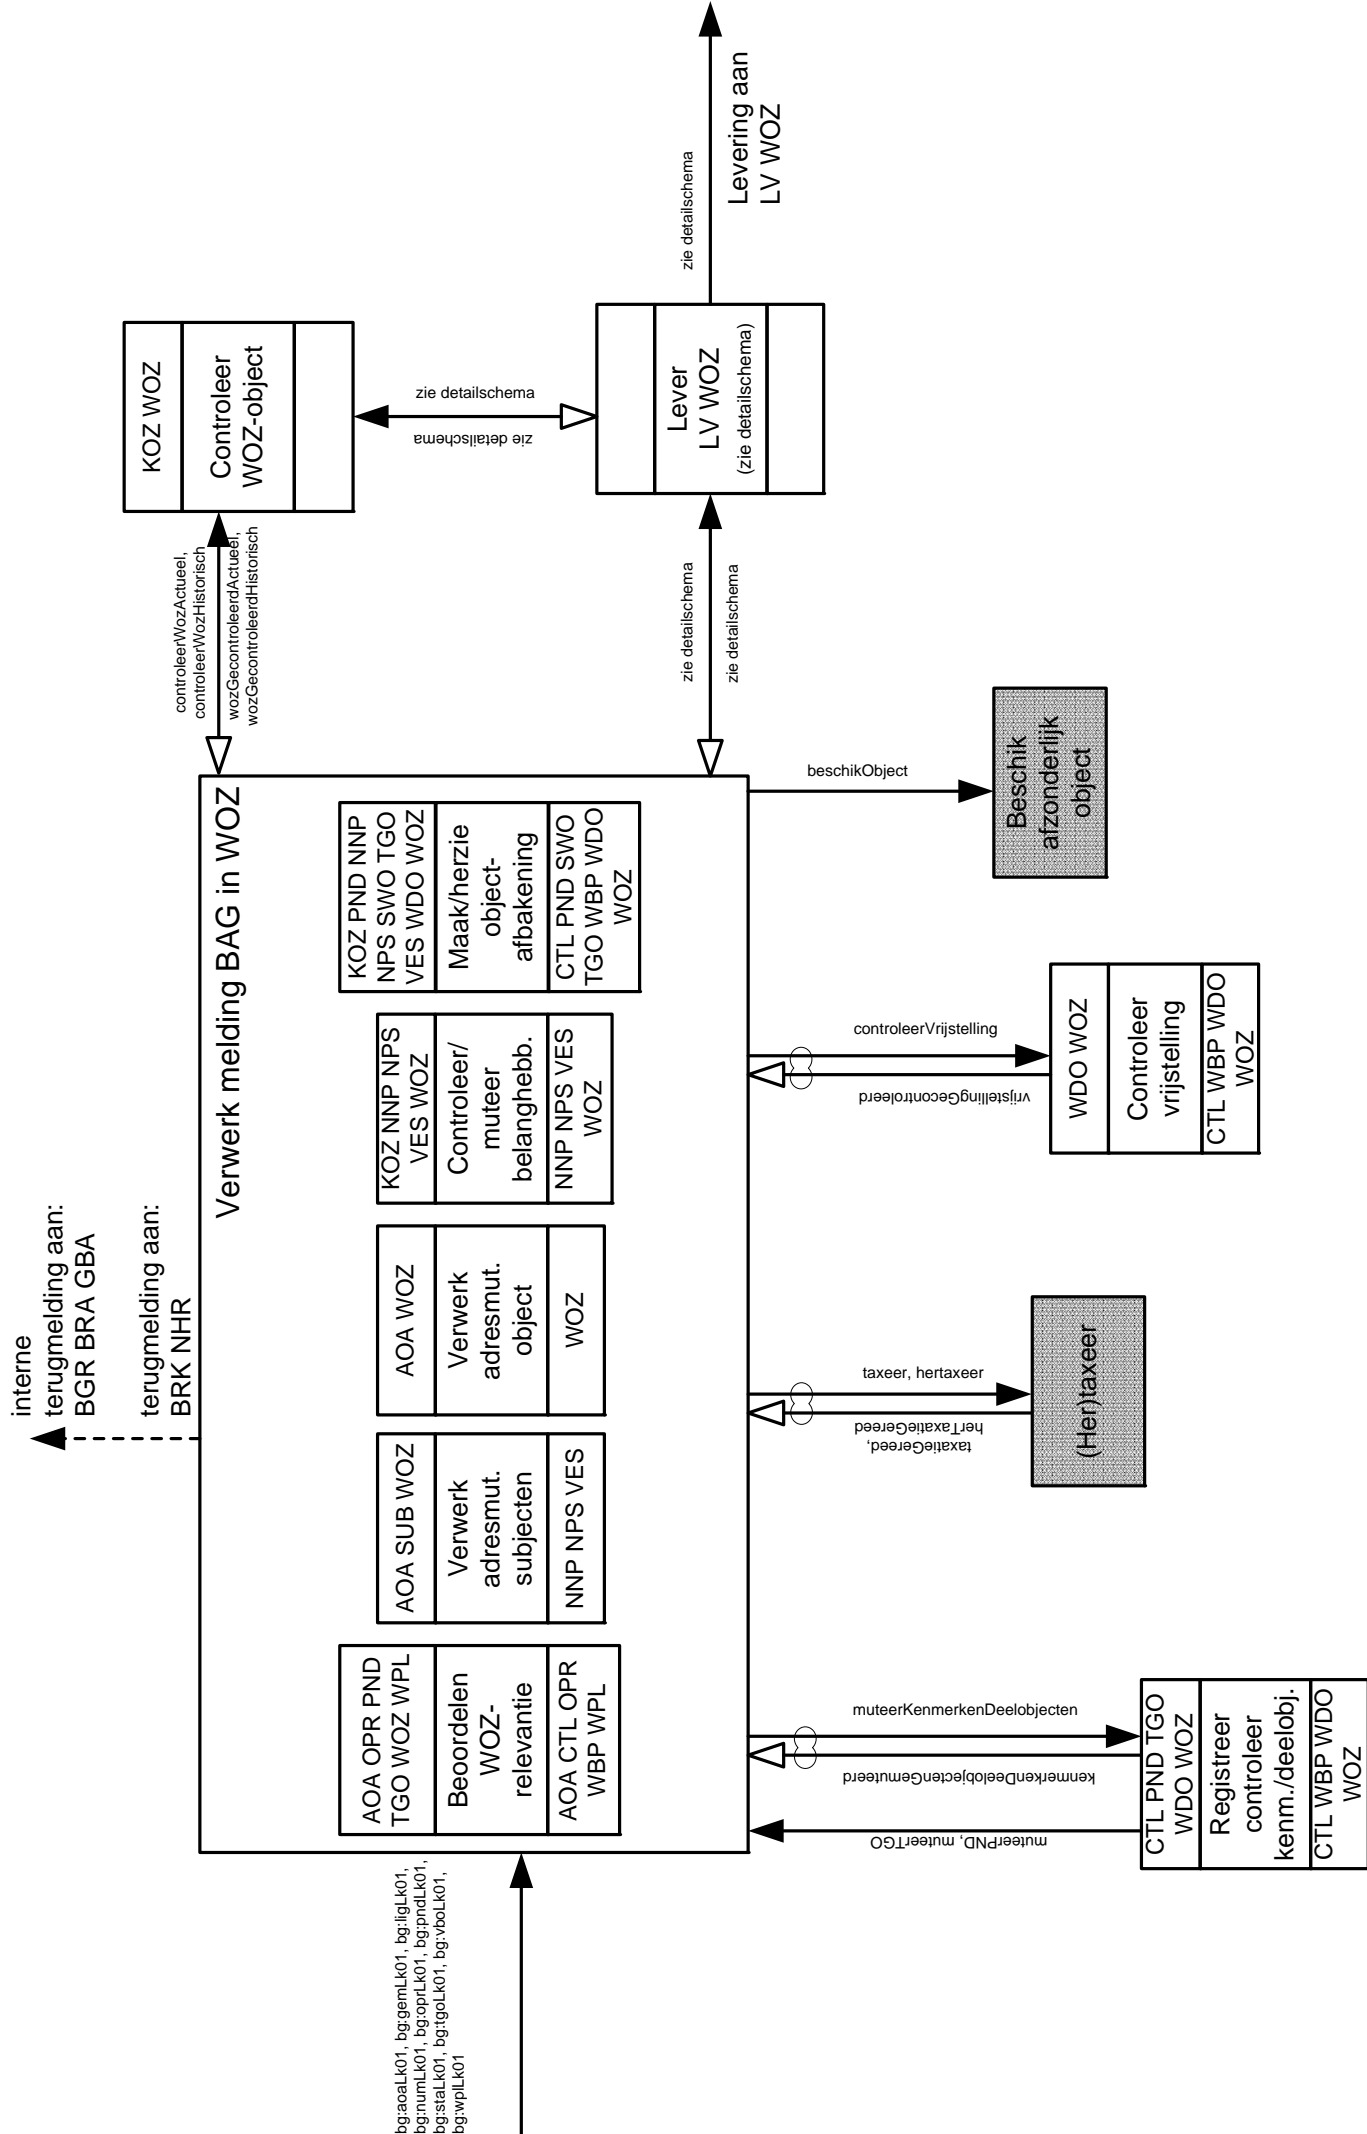 interne
terugmelding aan:
BGR BRA GBA
terugmelding aan:
BRK NHR
Verwerk melding BAG in WOZ
bg:aoaLk01, bg:gemLk01, bg:ligLk01,
bg:numLk01, bg:oprLk01, bg:pndLk01,
bg:staLk01, bg:tgoLk01, bg:vboLk01,
bg:wplLk01
AOA OPR PND
TGO WOZ WPL
Beoordelen
WOZ-
relevantie
AOA CTL OPR
WBP WPL
AOA SUB WOZ
Verwerk
adresmut.
subjecten
NNP NPS VES
AOA WOZ
Verwerk
adresmut.
object
WOZ
KOZ NNP NPS
VES WOZ
Controleer/
muteer
belanghebb.
NNP NPS VES
WOZ
KOZ PND NNP
NPS SWO TGO
VES WDO WOZ
Maak/herzie
object-
afbakening
CTL PND SWO
TGO WBP WDO
WOZ
controleerWozActueel,
controleerWozHistorisch
wozGecontroleerdActueel,
wozGecontroleerdHistorisch
KOZ WOZ
Controleer
WOZ-object
zie detailschema
zie detailschema
zie detailschema
zie detailschema
Lever
LV WOZ
(zie detailschema)
zie detailschema
Levering aan
LV WOZ
muteerPND, muteerTGO
muteerKenmerkenDeelobjecten
kenmerkenDeelobjectenGemuteerd
CTL PND TGO
WDO WOZ
Registreer
controleer
kenm./deelobj.
CTL WBP WDO
WOZ
taxeer, hertaxeer
taxatieGereed,
herTaxatieGereed
(Her)taxeer
controleerVrijstelling
vrijstellingGecontroleerd
WDO WOZ
Controleer
vrijstelling
CTL WBP WDO
WOZ
beschikObject
Beschik
afzonderlijk
object